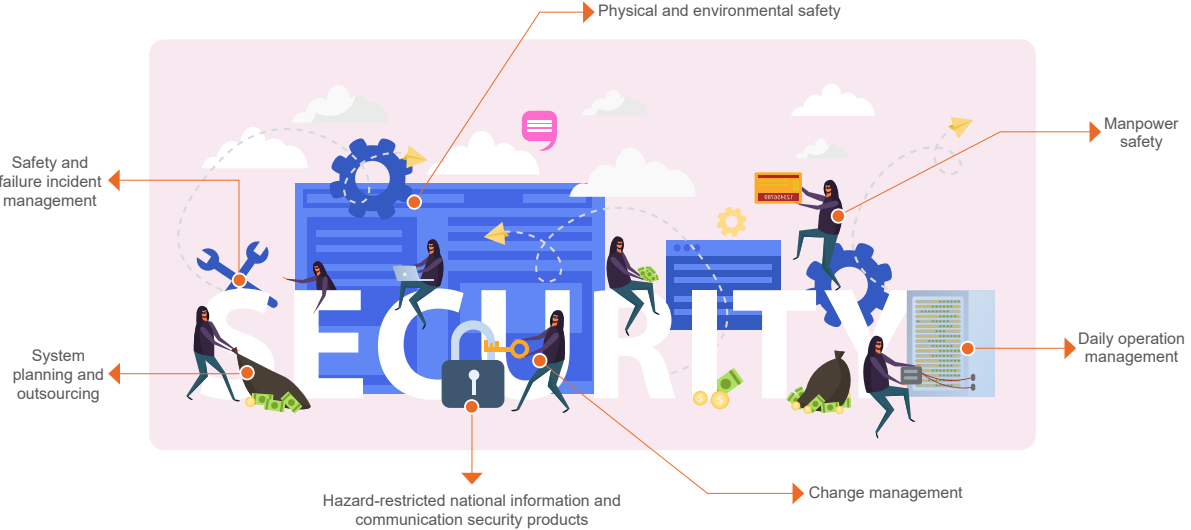 Physical and environmental safety
Manpower
safety
Safety and
failure incident
management
SECURITY
System
planning and
outsourcing
Daily operation
management
Hazard-restricted national information and
communication security products
Change management